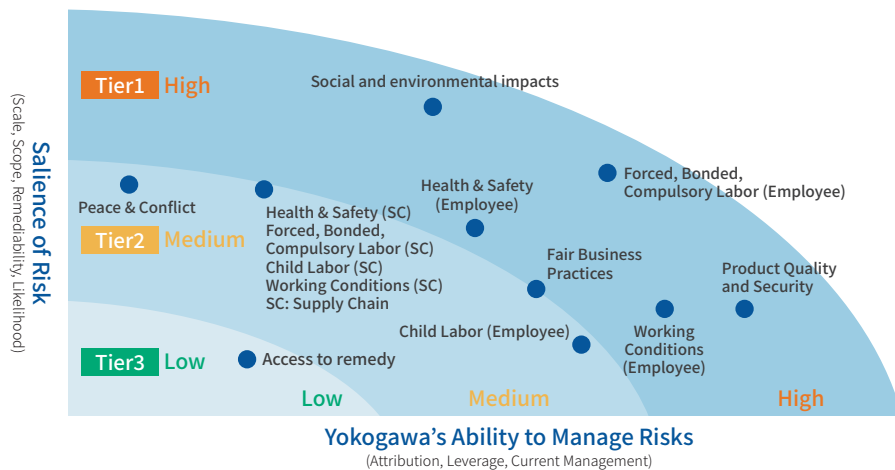 Tier1 High
Social and environmental impacts
Forced, Bonded,
Compulsory Labor (Employee)
Peace & Conflict
Health & Safety
(Employee)
Health & Safety (SC)
Forced, Bonded,
Compulsory Labor (SC)
Child Labor (SC)
Working Conditions (SC)
SC: Supply Chain
Tier2 Medium
Fair Business
Practices
Product Quality
and Security
Child Labor (Employee)
Working
Conditions
(Employee)
Tier3 Low
Access to remedy
Low
Medium
High
Salience of Risk
(Scale, Scope, Remediability, Likelihood)
Yokogawa’s Ability to Manage Risks
(Attribution, Leverage, Current Management)